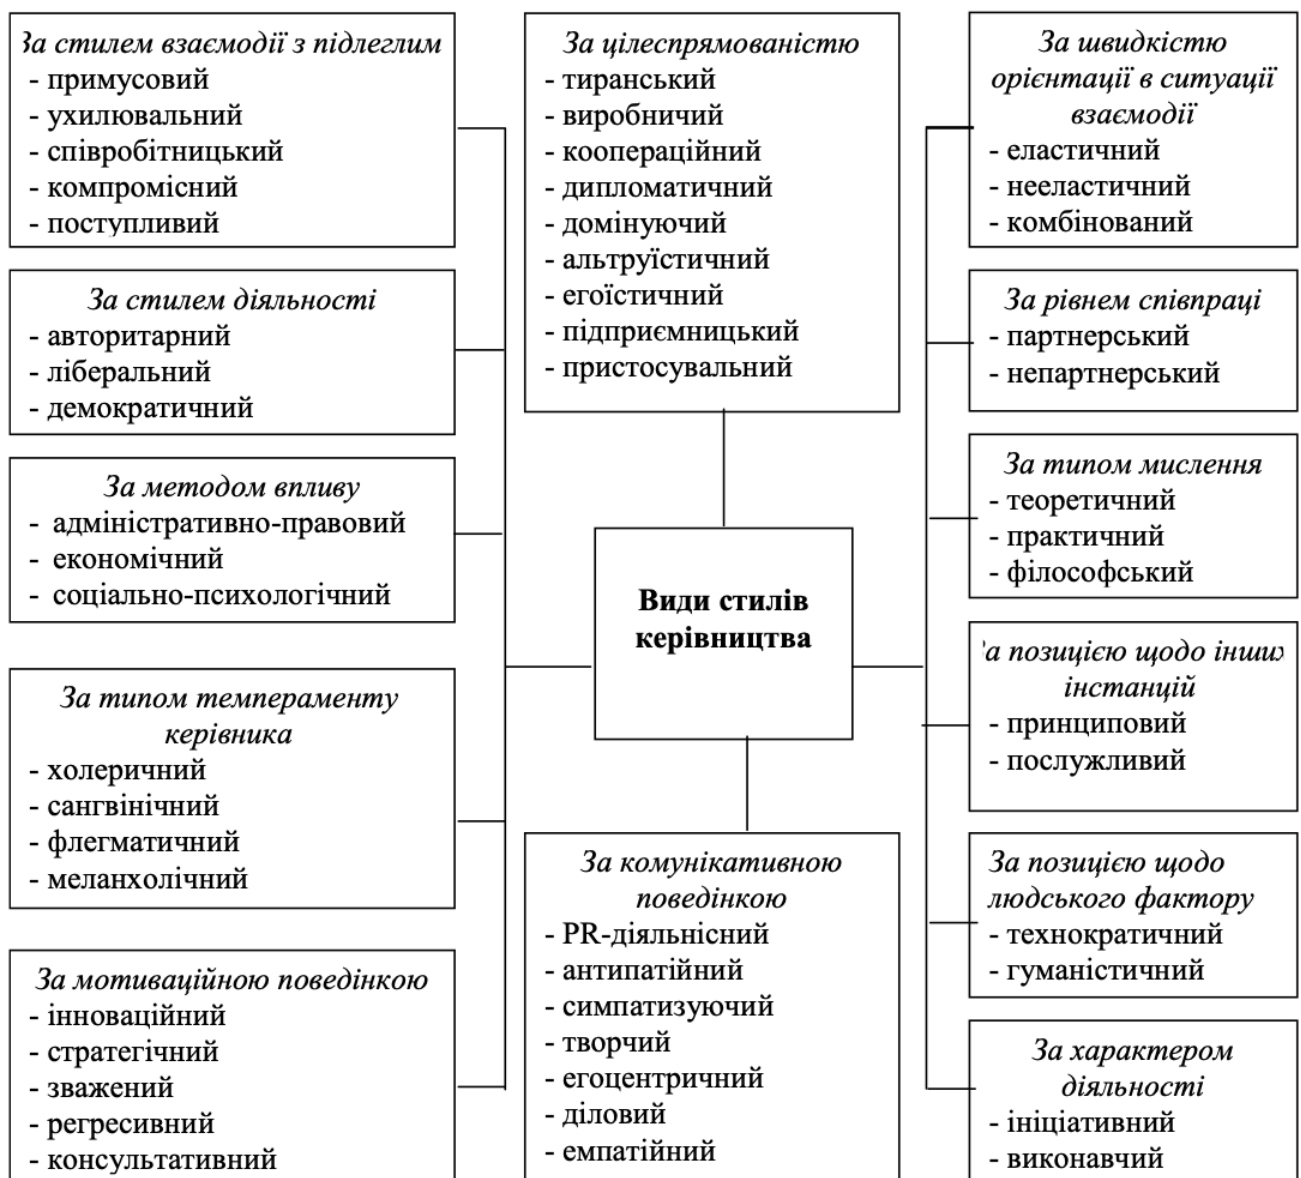 За стилем взаємодії з підлеглим
- примусовий
- ухилювальний
- співробітницький
- компромісний
- поступливий
За стилем діяльності
- авторитарний
- ліберальний
- демократичний
За методом впливу
- адміністративно-правовий
- економічний
- соціально-психологічний
За типом темпераменту
керівника
- холеричний
- сангвінічний
- флегматичний
- меланхолічний
За мотиваційною поведінкою
- інноваційний
- стратегічний
- зважений
- регресивний
- консультативний
За цілеспрямованістю
- тиранський
- виробничий
- коопераційний
- дипломатичний
- домінуючий
- альтруїстичний
- егоїстичний
- підприємницький
- пристосувальний
Види стилів
керівництва
За комунікативною
поведінкою
- PR-діяльнісний
- антипатійний
- симпатизуючий
- творчий
- егоцентричний
- діловий
- емпатійний
За швидкістю
орієнтації в ситуації
взаємодії
- еластичний
- нееластичний
- комбінований
За рівнем співпраці
- партнерський
- непартнерський
За типом мислення
- теоретичний
- практичний
- філософський
а позицією щодо інших
інстанцій
- принциповий
- послужливий
За позицією щодо
людського фактору
- технократичний
- гуманістичний
За характером
діяльності
- ініціативний
- виконавчий